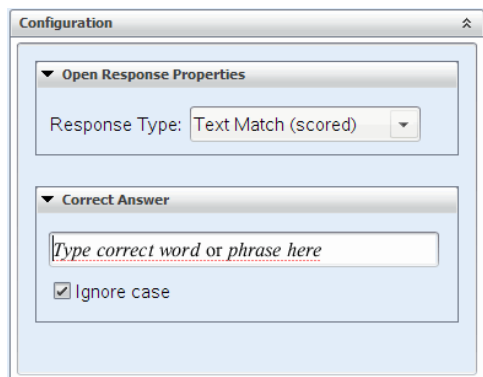 Configuration
Open Response Properties
Response Type: Text Match (scored)
Correct Answer
Type correct word or phrase here
Ignore case